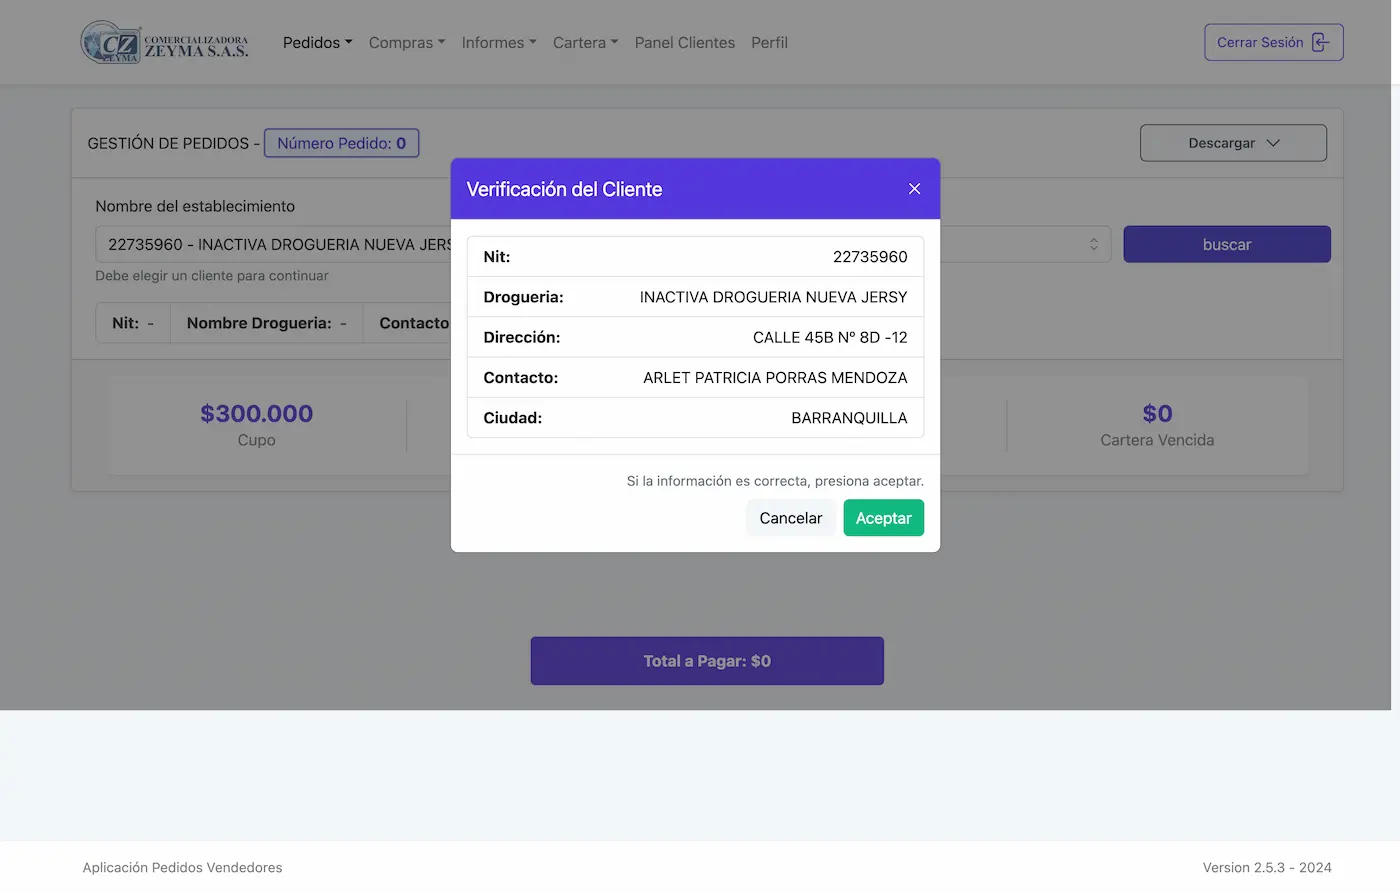 CZ ZEYMA COMERCIALIZADORA ZEYMA S.A.S.
Pedidos Compras Informes Cartera Panel Clientes Perfil Cerrar Sesión
GESTIÓN DE PEDIDOS - Número Pedido: 0 Descargar
Nombre del establecimiento
22735960 - INACTIVA DROGUERIA NUEVA JERS buscar
Debe elegir un cliente para continuar
Nit: - Nombre Drogueria: - Contacto
$300.000
Cupo
$0
Cartera Vencida
Verificación del Cliente
Nit: 22735960
Drogueria: INACTIVA DROGUERIA NUEVA JERSY
Dirección: CALLE 45B Nº 8D -12
Contacto: ARLET PATRICIA PORRAS MENDOZA
Ciudad: BARRANQUILLA
Si la información es correcta, presiona aceptar.
Cancelar Aceptar
Total a Pagar: $0
Aplicación Pedidos Vendedores Version 2.5.3 - 2024